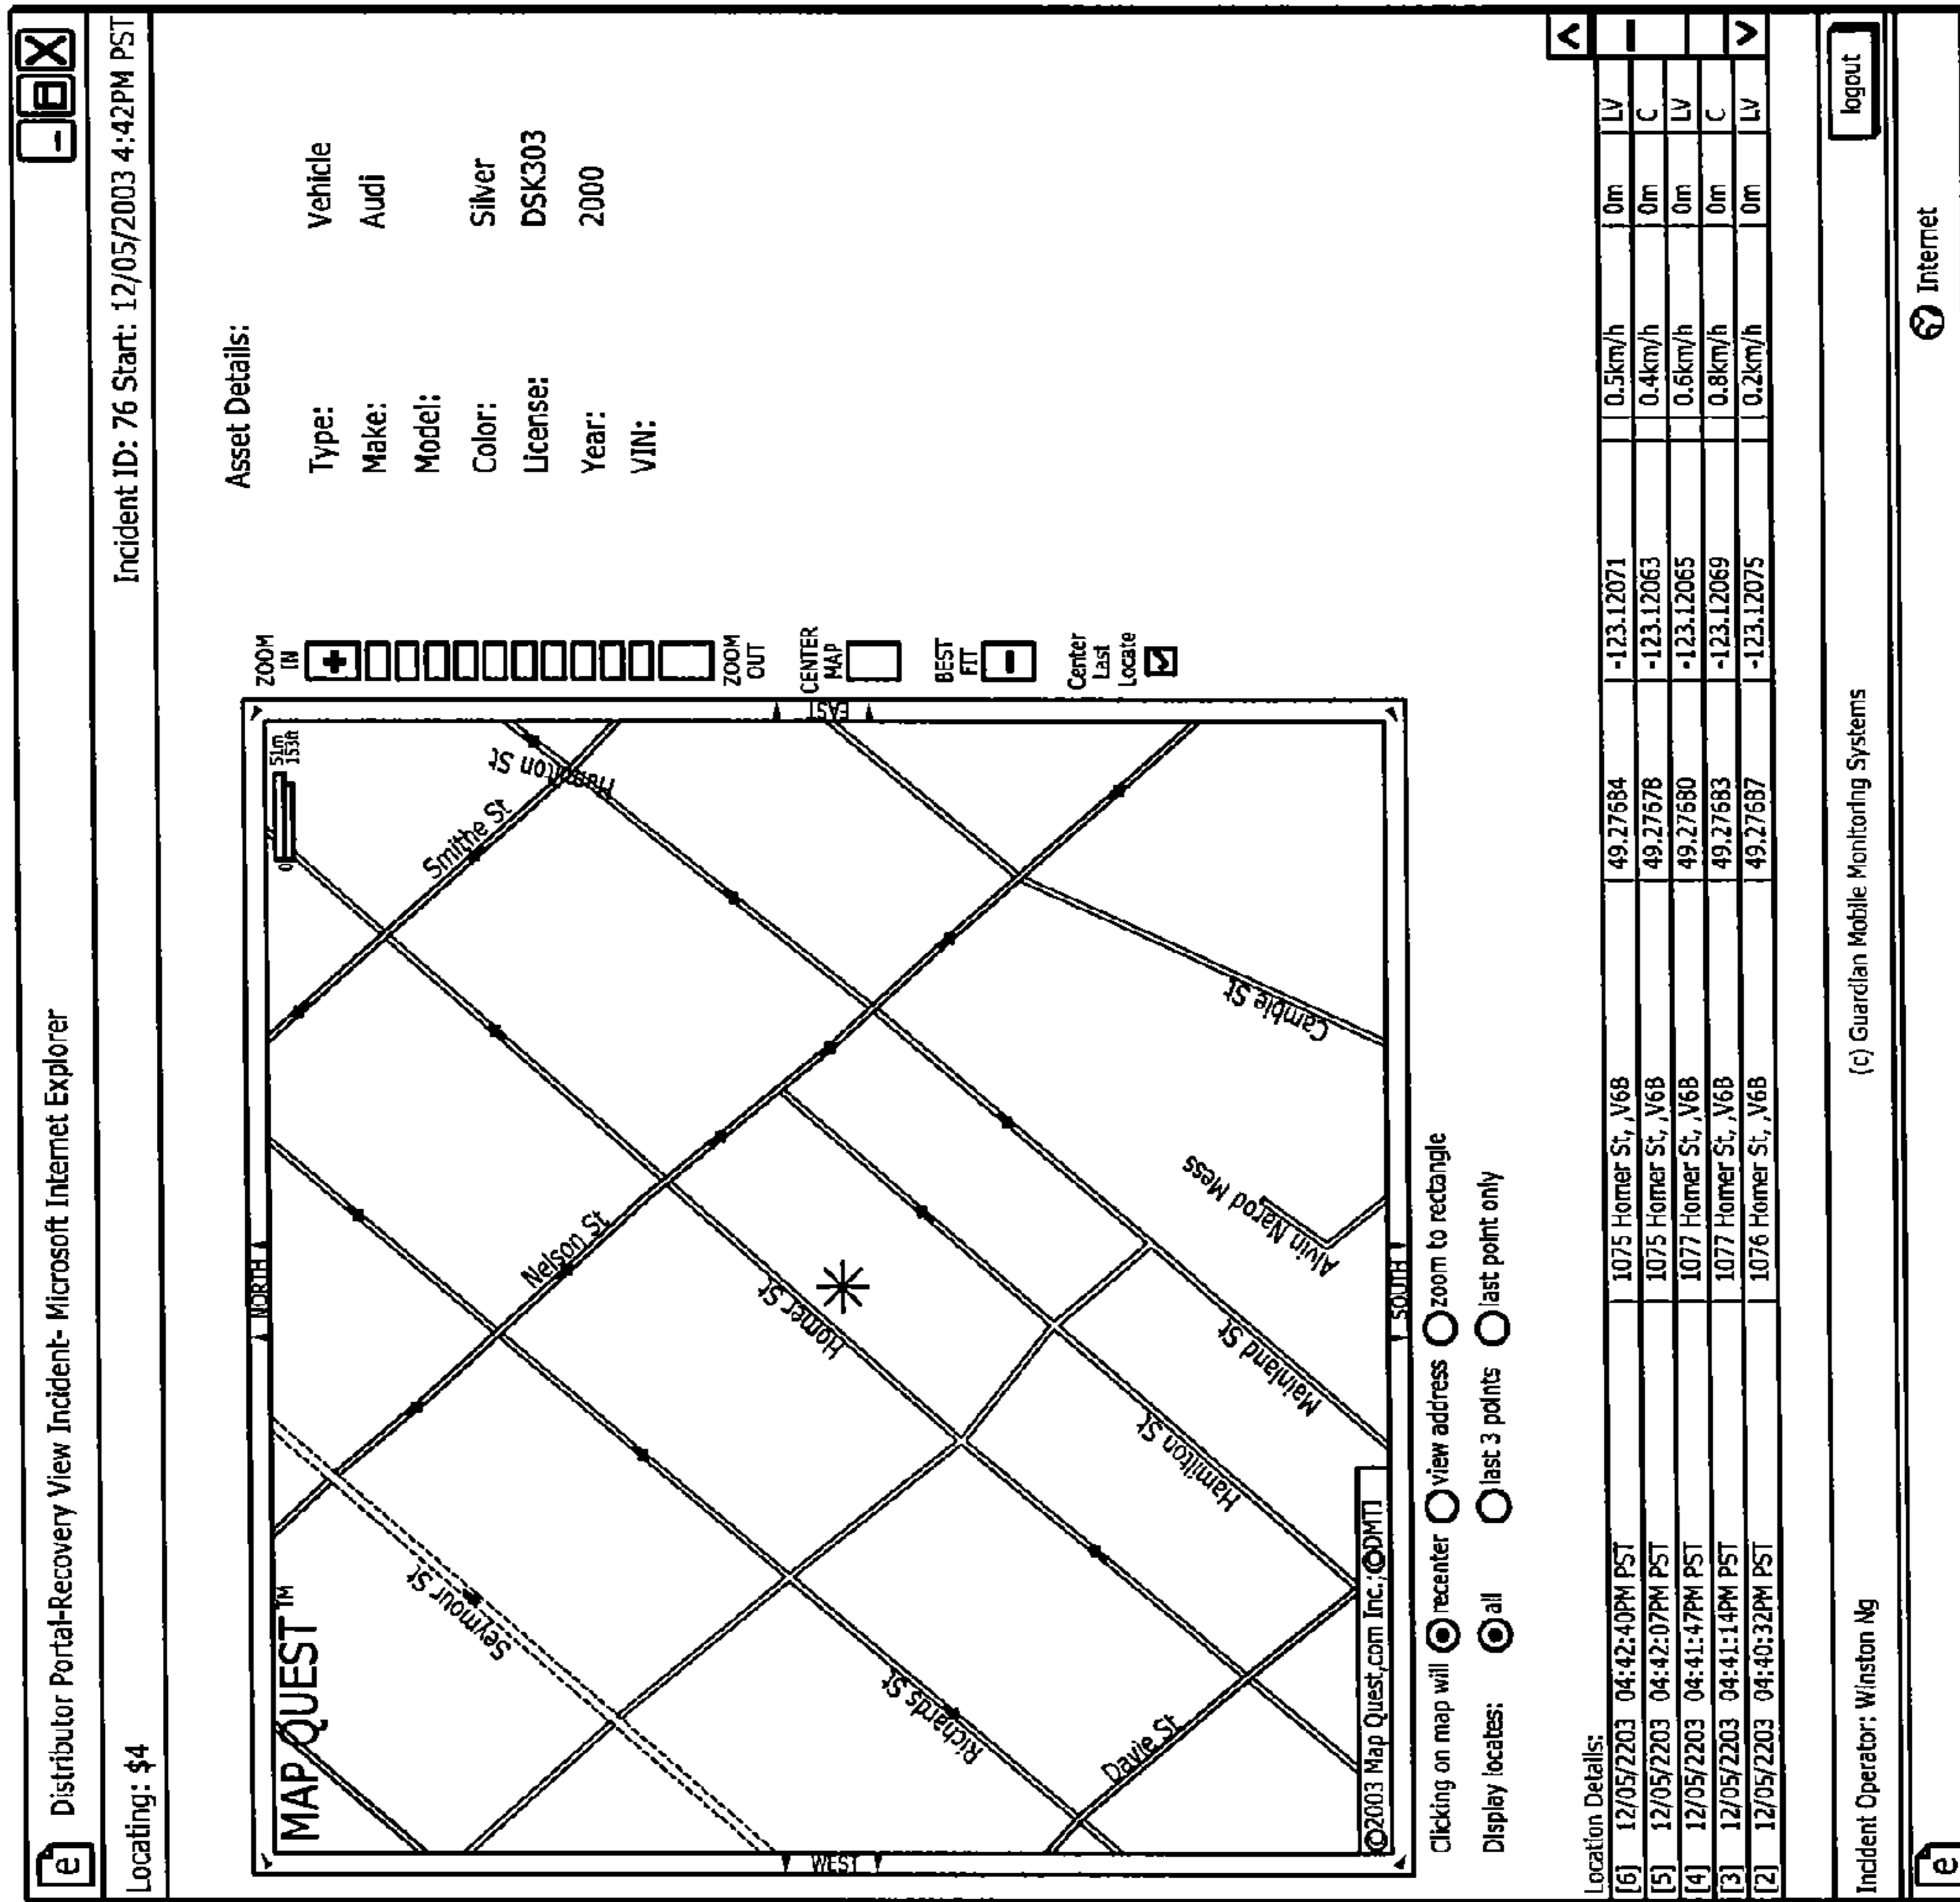 Distributor Portal-Recovery View Incident- Microsoft Internet Explorer
Locating: $4
Incident ID: 76 Start: 12/05/2003 4:42PM PST
MAP QUEST™
NORTH
WEST
EAST
SOUTH
0
51m
153ft
Seymour St
Richards St
Davie St
Nelson St
Homer St
Hamilton St
Mainland St
Smithe St
Hamilton St
Cambie St
Alvin Narod Mess
©2003 Map Quest,com Inc.;©DMTI
ZOOM
IN
+
ZOOM
OUT
CENTER
MAP
BEST
FIT
Center
Last
Locate
Asset Details:
Type: Vehicle
Make: Audi
Model:
Color: Silver
License: DSK303
Year: 2000
VIN:
Clicking on map will recenter view address zoom to rectangle
Display locates: all last 3 points last point only
Location Details:
[6] 12/05/2203 04:42:40PM PST 1075 Homer St, ,V6B 49.27684 -123.12071 0.5km/h 0m LV
[5] 12/05/2203 04:42:07PM PST 1075 Homer St, ,V6B 49.27678 -123.12063 0.4km/h 0m C
[4] 12/05/2203 04:41:47PM PST 1077 Homer St, ,V6B 49.27680 -123.12065 0.6km/h 0m LV
[3] 12/05/2203 04:41:14PM PST 1077 Homer St, ,V6B 49.27683 -123.12069 0.8km/h 0m C
[2] 12/05/2203 04:40:32PM PST 1076 Homer St, ,V6B 49.27687 -123.12075 0.2km/h 0m LV
Incident Operator: Winston Ng
(c) Guardian Mobile Monitoring Systems
logout
e
Internet